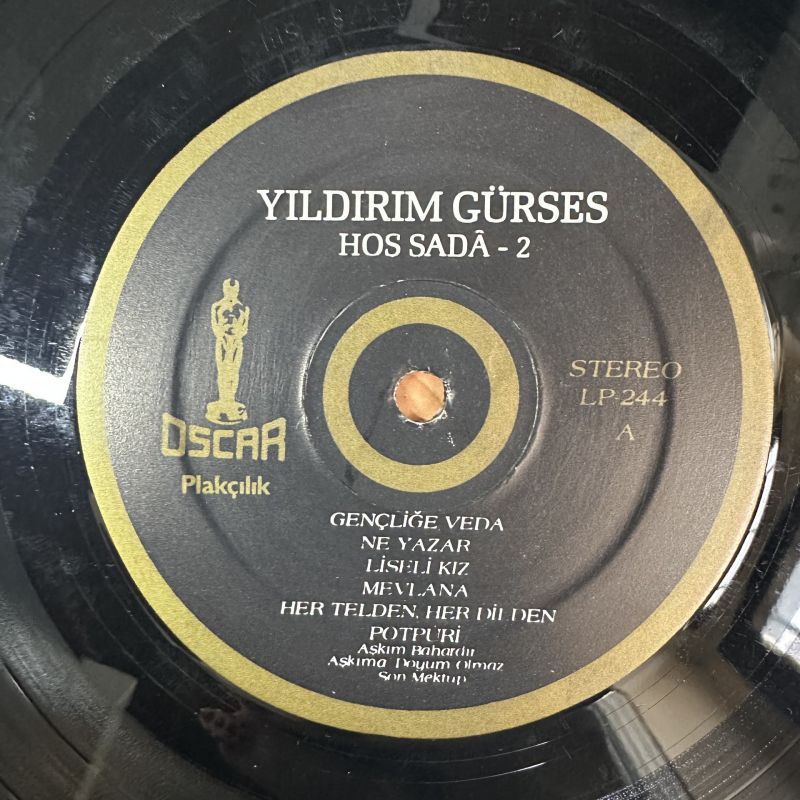 YILDIRIM GÜRSES
HOS SADÂ - 2
STEREO
LP-244
A
OSCAR
Plakçılık
GENÇLİĞE VEDA
NE YAZAR
LİSELİ KIZ
MEVLANA
HER TELDEN, HER DİLDEN
POTPURİ
Aşkım Bahardır
Aşkıma Doyum Olmaz
Son Mektup